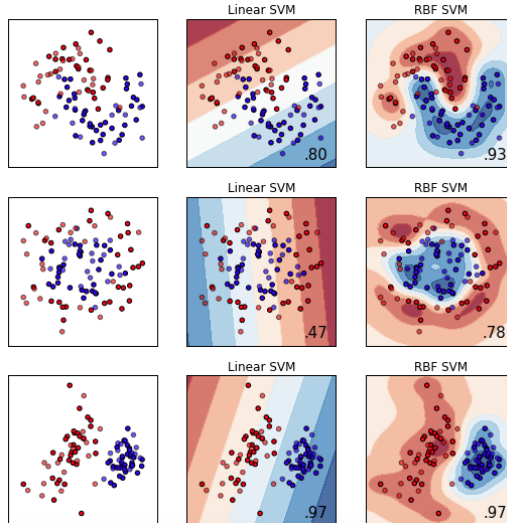 Linear SVM
RBF SVM
.80
.93
Linear SVM
RBF SVM
.47
.78
Linear SVM
RBF SVM
.97
.97